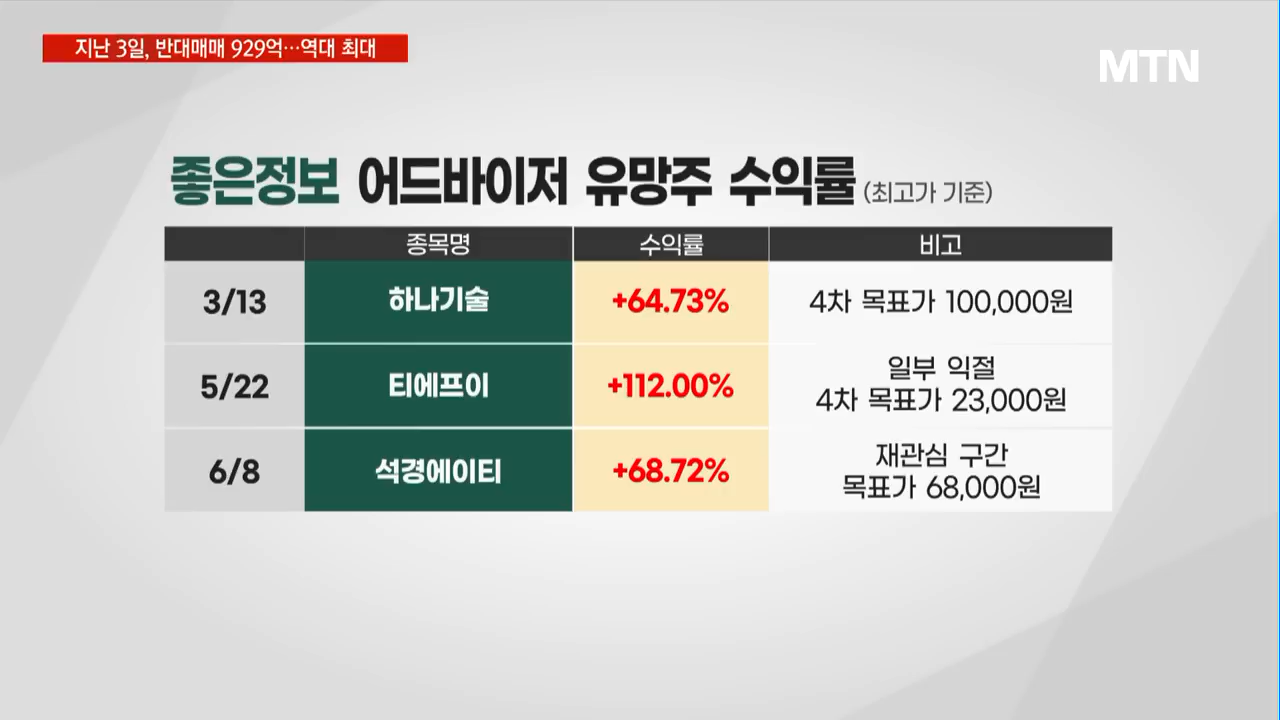 지난 3일, 반대매매 929억…역대 최대
MTN
좋은정보 어드바이저 유망주 수익률 (최고가 기준)
종목명 수익률 비고
3/13 하나기술 +64.73% 4차 목표가 100,000원
5/22 티에프이 +112.00% 일부 익절
4차 목표가 23,000원
6/8 석경에이티 +68.72% 재관심 구간
목표가 68,000원